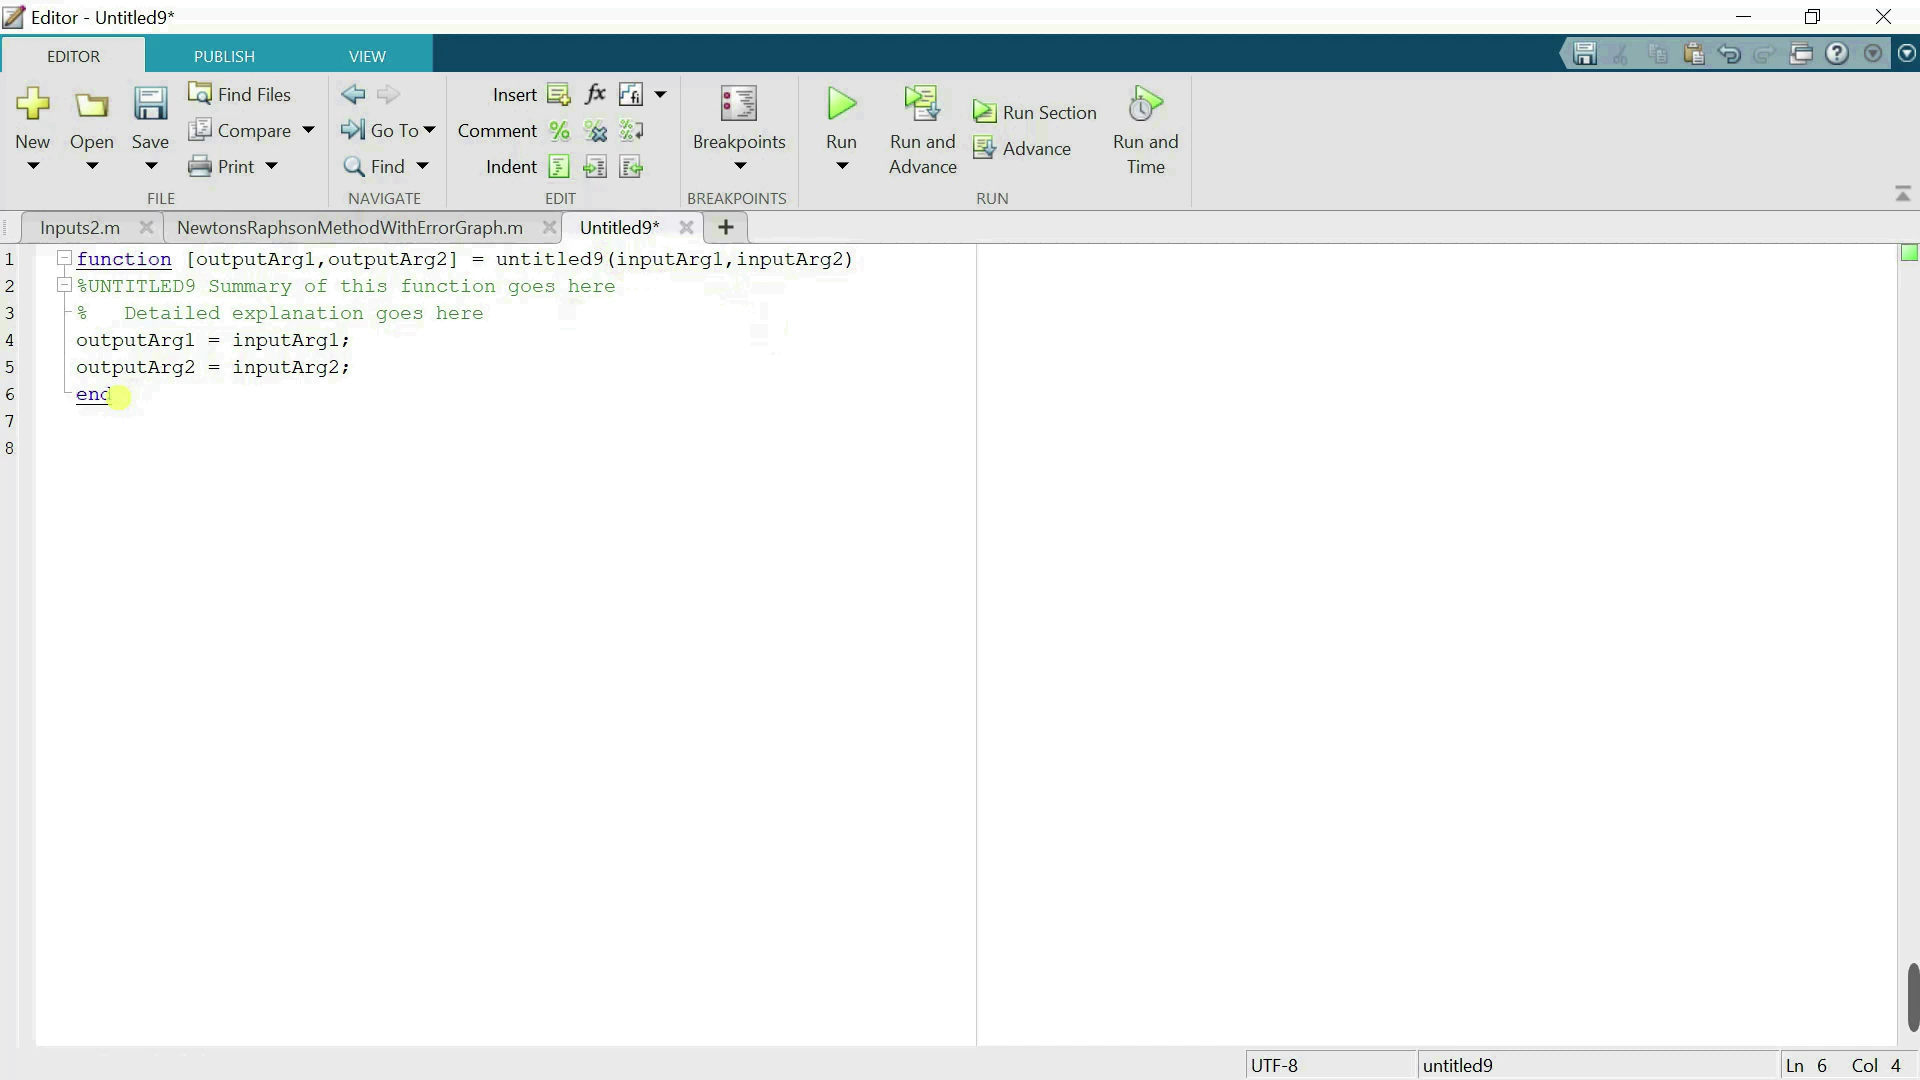 Editor - Untitled9*
EDITOR PUBLISH VIEW
New
Open
Save
Find Files
Compare
Print
FILE
Go To
Find
NAVIGATE
Insert fx
Comment
Indent
EDIT
Breakpoints
BREAKPOINTS
Run
Run and Advance
Run Section
Advance
Run and Time
RUN
Inputs2.m NewtonsRaphsonMethodWithErrorGraph.m Untitled9*
1 function [outputArg1,outputArg2] = untitled9(inputArg1,inputArg2)
2 %UNTITLED9 Summary of this function goes here
3 %   Detailed explanation goes here
4 outputArg1 = inputArg1;
5 outputArg2 = inputArg2;
6 end
7
8
UTF-8 untitled9 Ln 6 Col 4